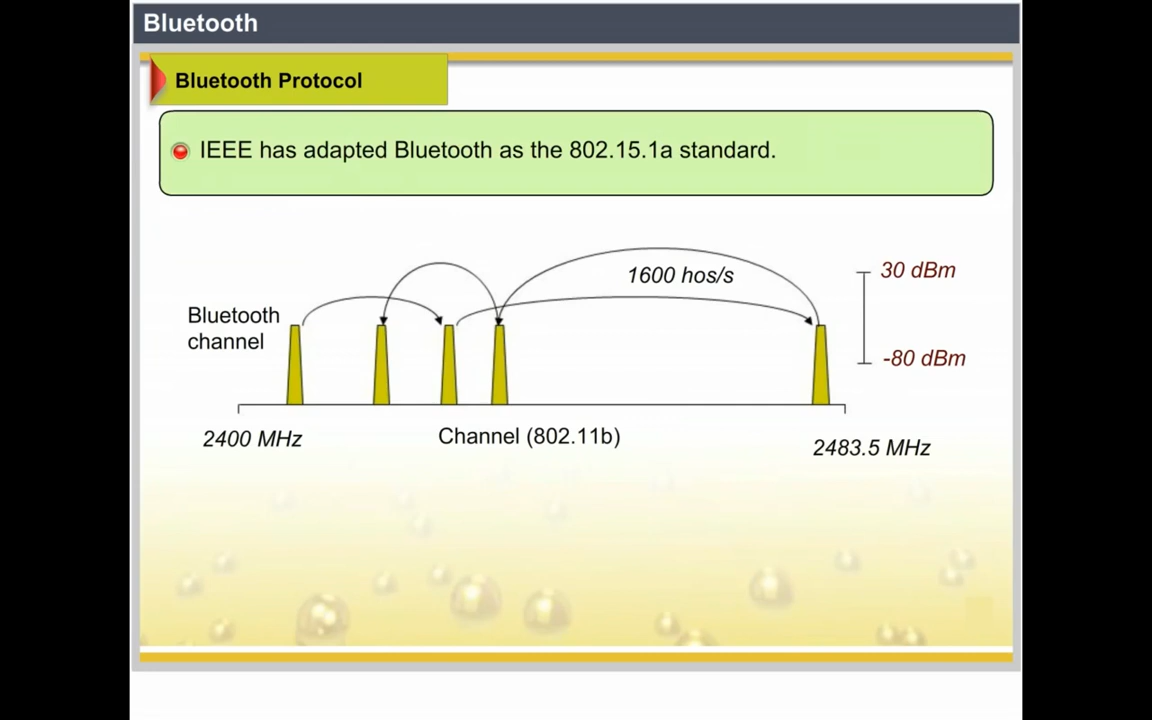 Bluetooth
Bluetooth Protocol
IEEE has adapted Bluetooth as the 802.15.1a standard.
1600 hos/s
30 dBm
Bluetooth
channel
-80 dBm
2400 MHz
Channel (802.11b)
2483.5 MHz